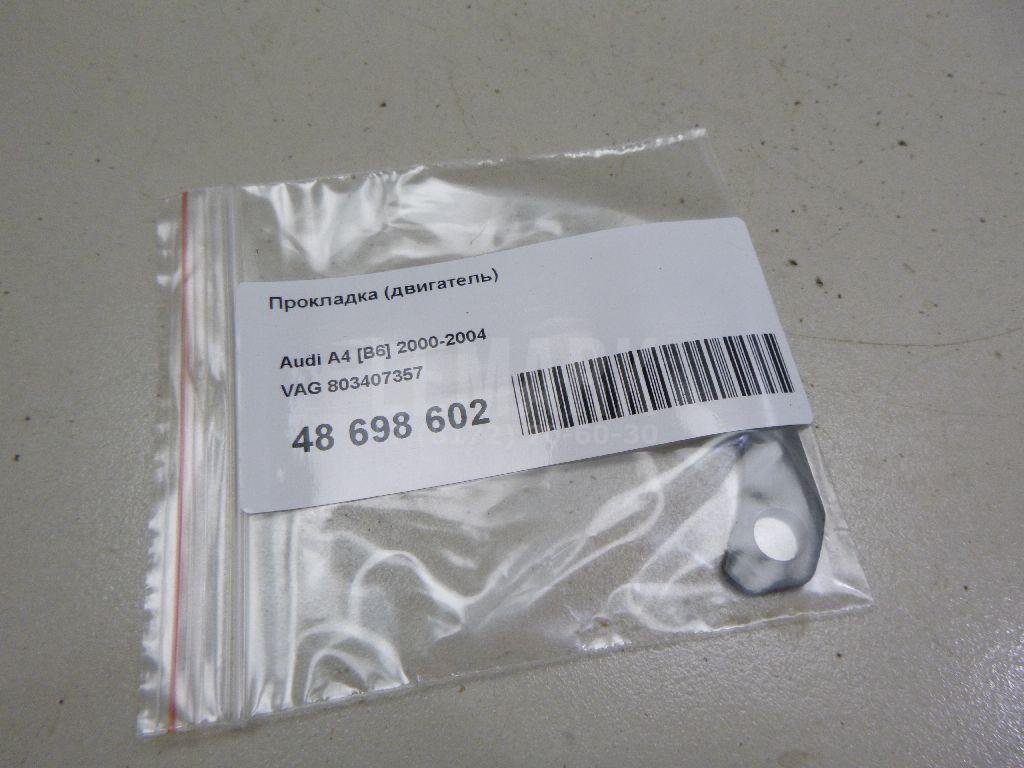 Прокладка (двигатель)
Audi A4 [B6] 2000-2004
VAG 803407357
48 698 602